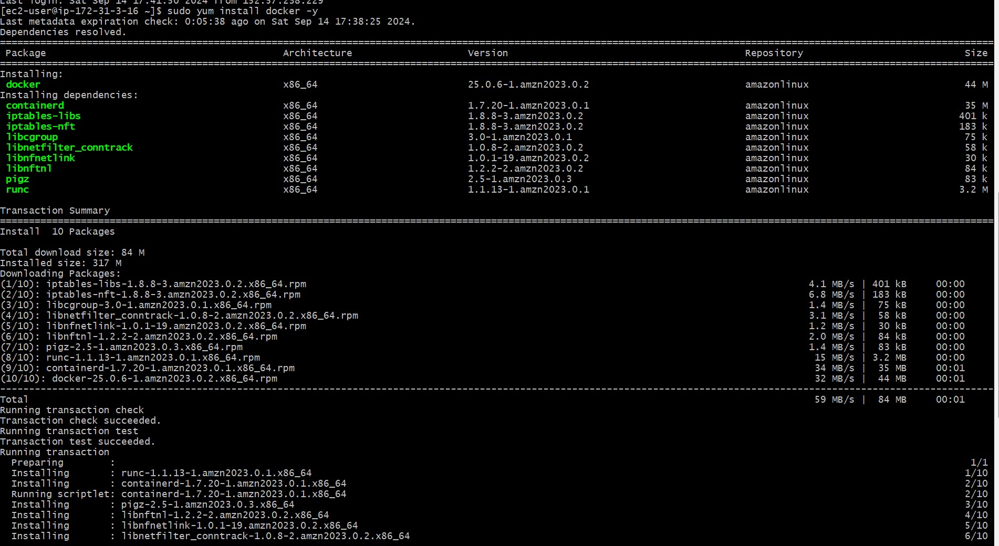 Last login: Sat Sep 14 17:41:50 2024 from 152.57.238.229
[ec2-user@ip-172-31-3-16 ~]$ sudo yum install docker -y
Last metadata expiration check: 0:05:38 ago on Sat Sep 14 17:38:25 2024.
Dependencies resolved.
Package Architecture Version Repository Size
Installing:
docker x86_64 25.0.6-1.amzn2023.0.2 amazonlinux 44 M
Installing dependencies:
containerd x86_64 1.7.20-1.amzn2023.0.1 amazonlinux 35 M
iptables-libs x86_64 1.8.8-3.amzn2023.0.2 amazonlinux 401 k
iptables-nft x86_64 1.8.8-3.amzn2023.0.2 amazonlinux 183 k
libcgroup x86_64 3.0-1.amzn2023.0.1 amazonlinux 75 k
libnetfilter_conntrack x86_64 1.0.8-2.amzn2023.0.2 amazonlinux 58 k
libnfnetlink x86_64 1.0.1-19.amzn2023.0.2 amazonlinux 30 k
libnftnl x86_64 1.2.2-2.amzn2023.0.2 amazonlinux 84 k
pigz x86_64 2.5-1.amzn2023.0.3 amazonlinux 83 k
runc x86_64 1.1.13-1.amzn2023.0.1 amazonlinux 3.2 M
Transaction Summary
Install 10 Packages
Total download size: 84 M
Installed size: 317 M
Downloading Packages:
(1/10): iptables-libs-1.8.8-3.amzn2023.0.2.x86_64.rpm 4.1 MB/s | 401 kB 00:00
(2/10): iptables-nft-1.8.8-3.amzn2023.0.2.x86_64.rpm 6.8 MB/s | 183 kB 00:00
(3/10): libcgroup-3.0-1.amzn2023.0.1.x86_64.rpm 1.4 MB/s | 75 kB 00:00
(4/10): libnetfilter_conntrack-1.0.8-2.amzn2023.0.2.x86_64.rpm 3.1 MB/s | 58 kB 00:00
(5/10): libnfnetlink-1.0.1-19.amzn2023.0.2.x86_64.rpm 1.2 MB/s | 30 kB 00:00
(6/10): libnftnl-1.2.2-2.amzn2023.0.2.x86_64.rpm 2.0 MB/s | 84 kB 00:00
(7/10): pigz-2.5-1.amzn2023.0.3.x86_64.rpm 1.4 MB/s | 83 kB 00:00
(8/10): runc-1.1.13-1.amzn2023.0.1.x86_64.rpm 15 MB/s | 3.2 MB 00:00
(9/10): containerd-1.7.20-1.amzn2023.0.1.x86_64.rpm 34 MB/s | 35 MB 00:01
(10/10): docker-25.0.6-1.amzn2023.0.2.x86_64.rpm 32 MB/s | 44 MB 00:01
Total 59 MB/s | 84 MB 00:01
Running transaction check
Transaction check succeeded.
Running transaction test
Transaction test succeeded.
Running transaction
Preparing : 1/1
Installing : runc-1.1.13-1.amzn2023.0.1.x86_64 1/10
Installing : containerd-1.7.20-1.amzn2023.0.1.x86_64 2/10
Running scriptlet: containerd-1.7.20-1.amzn2023.0.1.x86_64 2/10
Installing : pigz-2.5-1.amzn2023.0.3.x86_64 3/10
Installing : libnftnl-1.2.2-2.amzn2023.0.2.x86_64 4/10
Installing : libnfnetlink-1.0.1-19.amzn2023.0.2.x86_64 5/10
Installing : libnetfilter_conntrack-1.0.8-2.amzn2023.0.2.x86_64 6/10